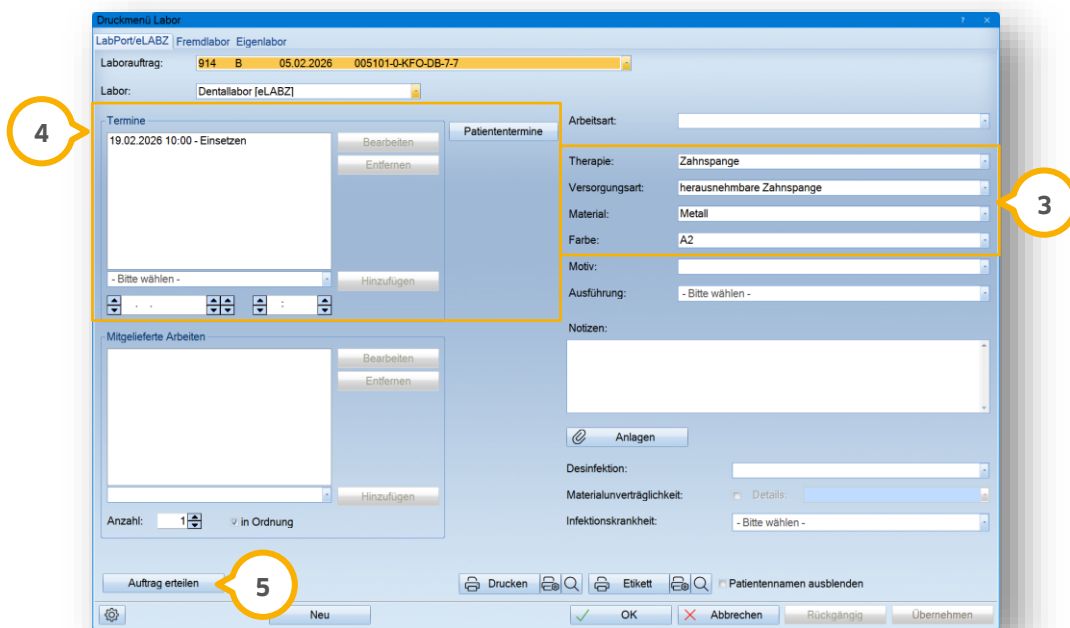 Druckmenü Labor
? ×
LabPort/eLABZ Fremdlabor Eigenlabor
Laborauftrag: 914 B 05.02.2026 005101-0-KFO-DB-7-7
Labor: Dentallabor [eLABZ]
4
Termine
19.02.2026 10:00 - Einsetzen
Bearbeiten
Entfernen
Patiententermine
- Bitte wählen -
Hinzufügen
. .
:
Mitgelieferte Arbeiten
Bearbeiten
Entfernen
Hinzufügen
Anzahl: 1 in Ordnung
Arbeitsart:
Therapie: Zahnspange
Versorgungsart: herausnehmbare Zahnspange
Material: Metall
Farbe: A2
3
Motiv:
Ausführung: - Bitte wählen -
Notizen:
Anlagen
Desinfektion:
Materialunverträglichkeit: Details:
Infektionskrankheit: - Bitte wählen -
Auftrag erteilen
5
Drucken Etikett Patientennamen ausblenden
Neu OK Abbrechen Rückgängig Übernehmen